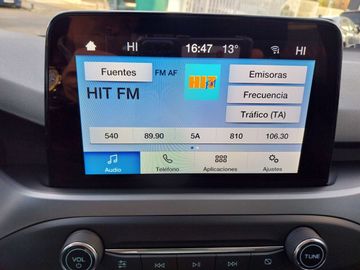 HI 16:47 13° HI
Fuentes FM AF HIT Emisoras
HIT FM Frecuencia
Tráfico (TA)
540 89.90 5A 810 106.30
Audio Teléfono Aplicaciones Ajustes
VOL TUNE